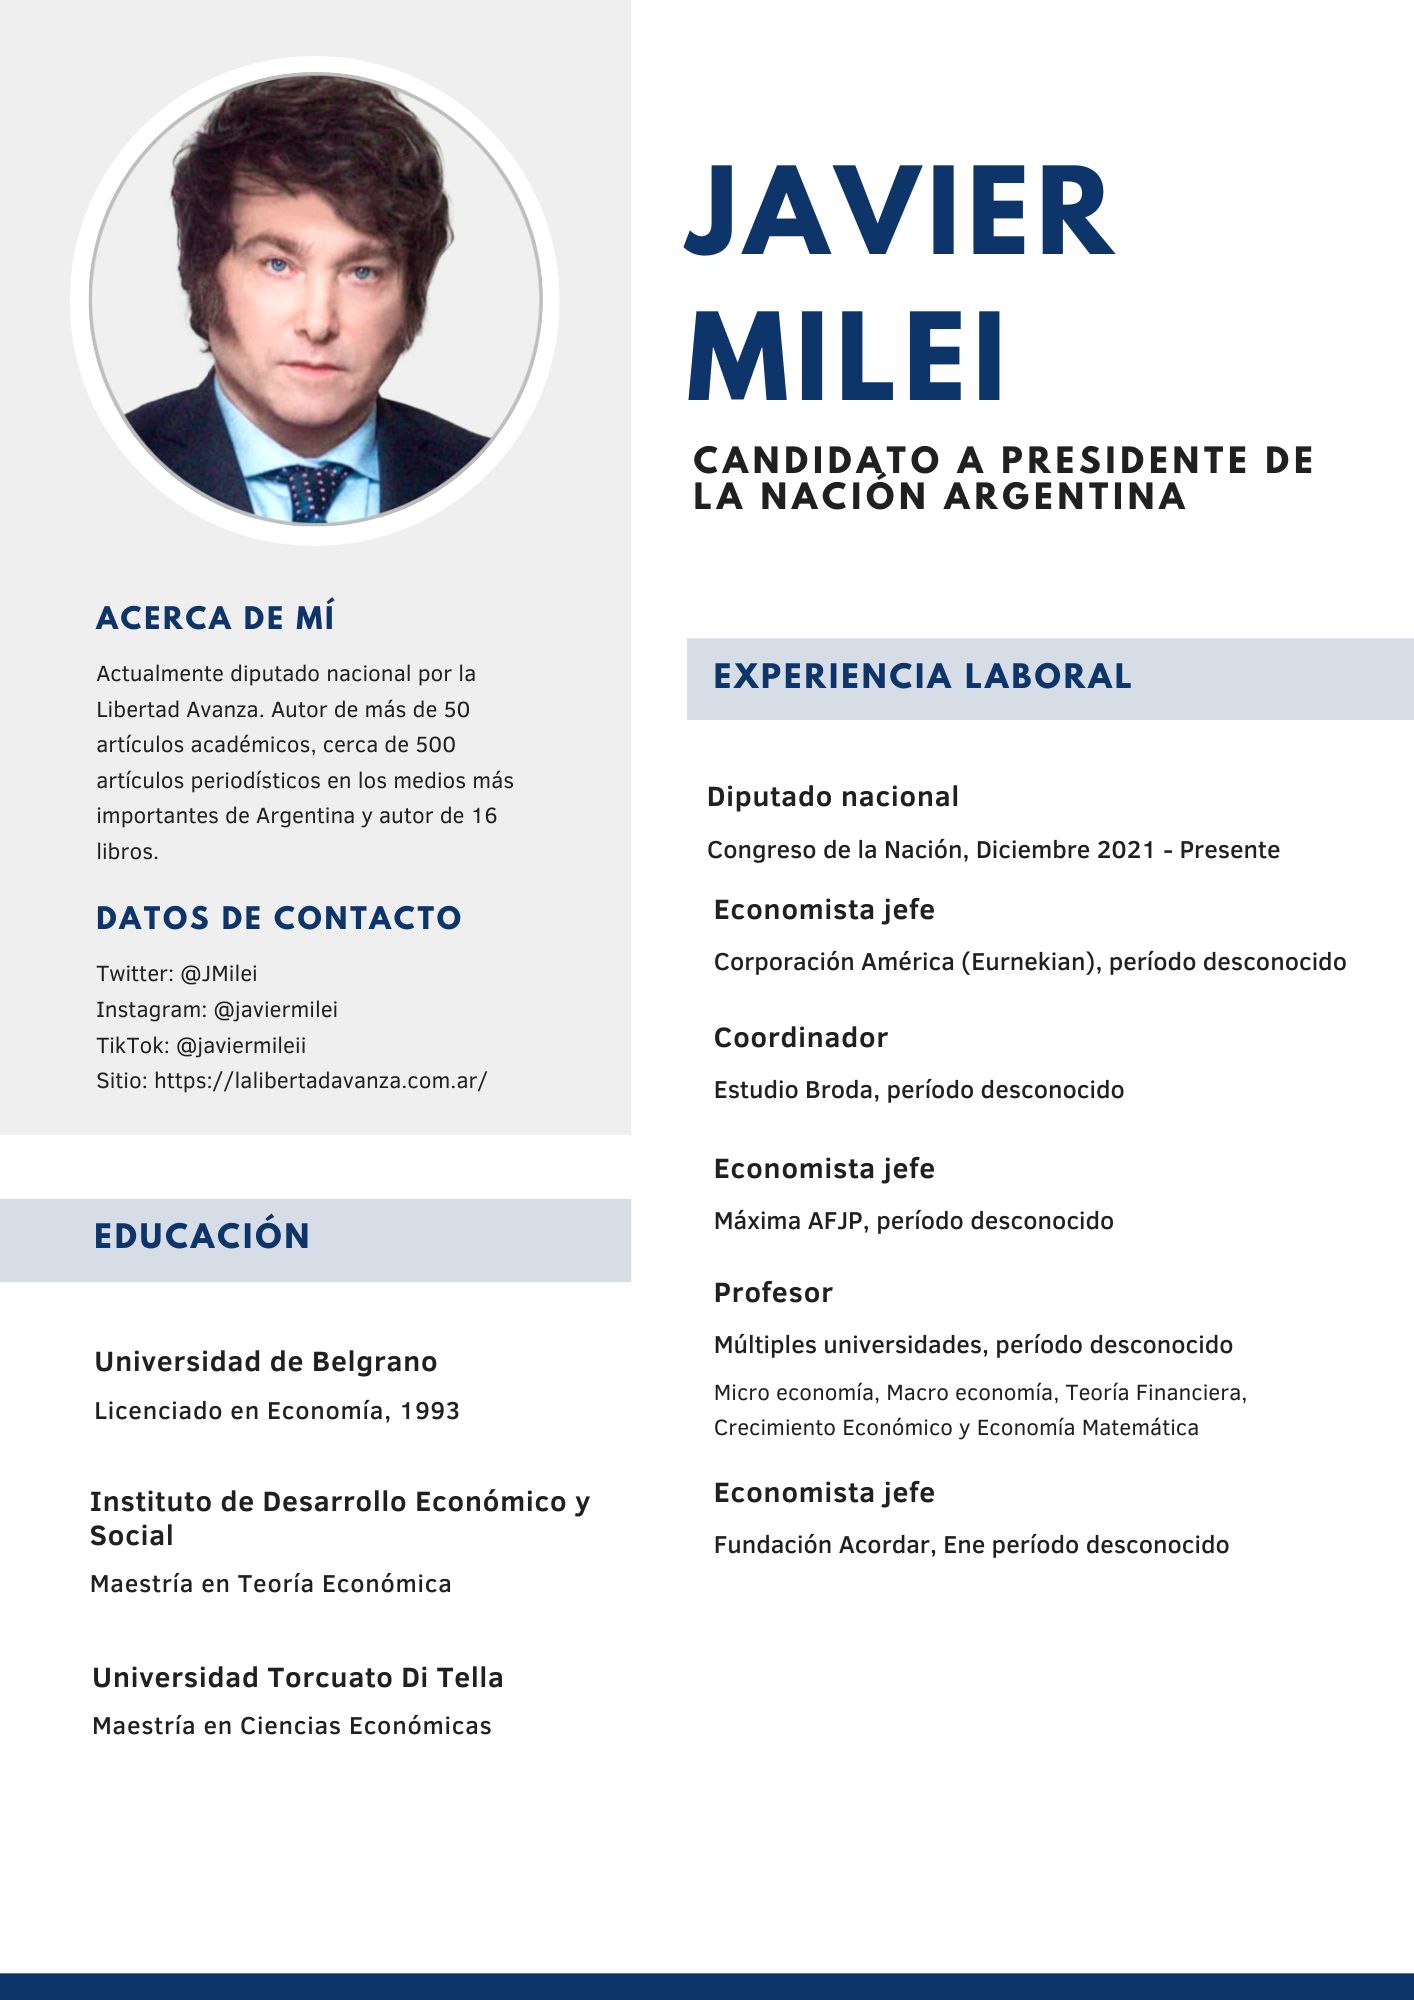 JAVIER
MILEI
CANDIDATO A PRESIDENTE DE
LA NACIÓN ARGENTINA
ACERCA DE MÍ
Actualmente diputado nacional por la
Libertad Avanza. Autor de más de 50
artículos académicos, cerca de 500
artículos periodísticos en los medios más
importantes de Argentina y autor de 16
libros.
DATOS DE CONTACTO
Twitter: @JMilei
Instagram: @javiermilei
TikTok: @javiermileii
Sitio: https://lalibertadavanza.com.ar/
EDUCACIÓN
Universidad de Belgrano
Licenciado en Economía, 1993
Instituto de Desarrollo Económico y
Social
Maestría en Teoría Económica
Universidad Torcuato Di Tella
Maestría en Ciencias Económicas
EXPERIENCIA LABORAL
Diputado nacional
Congreso de la Nación, Diciembre 2021 - Presente
Economista jefe
Corporación América (Eurnekian), período desconocido
Coordinador
Estudio Broda, período desconocido
Economista jefe
Máxima AFJP, período desconocido
Profesor
Múltiples universidades, período desconocido
Micro economía, Macro economía, Teoría Financiera,
Crecimiento Económico y Economía Matemática
Economista jefe
Fundación Acordar, Ene período desconocido